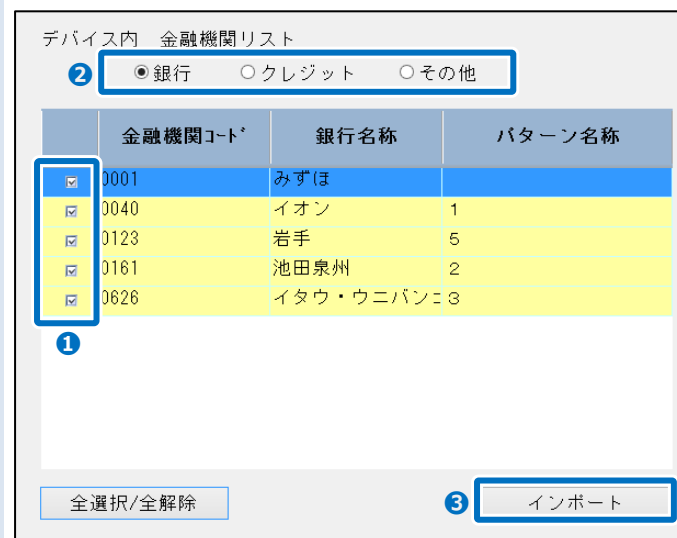 デバイス内 金融機関リスト
❷ 銀行 クレジット その他
金融機関ｺｰﾄﾞ 銀行名称 パターン名称
0001 みずほ
0040 イオン 1
0123 岩手 5
0161 池田泉州 2
0626 イタウ・ウニバンコ 3
❶
全選択/全解除 ❸ インポート